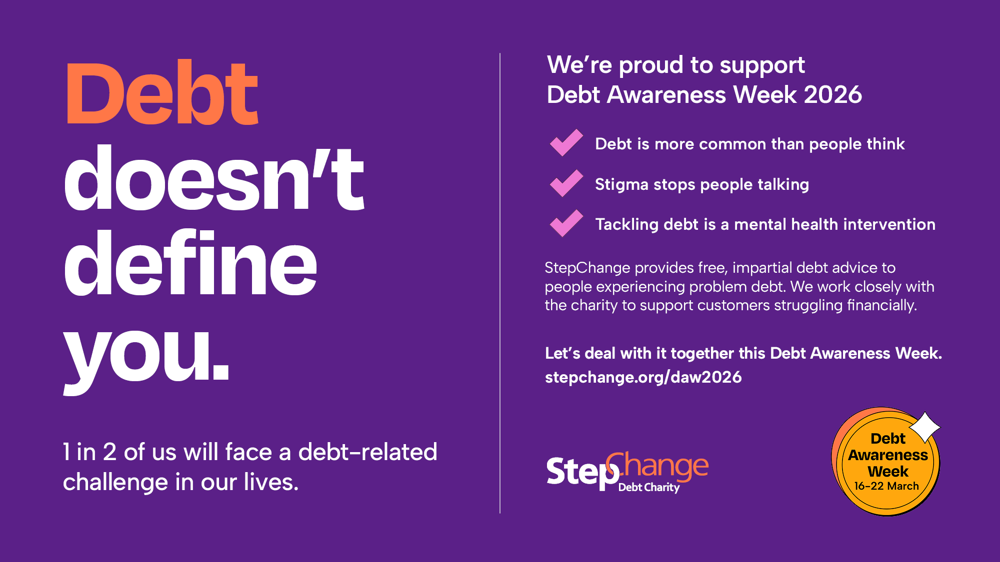 Debt
doesn’t
define
you.
1 in 2 of us will face a debt-related
challenge in our lives.
We’re proud to support
Debt Awareness Week 2026
Debt is more common than people think
Stigma stops people talking
Tackling debt is a mental health intervention
StepChange provides free, impartial debt advice to
people experiencing problem debt. We work closely with
the charity to support customers struggling financially.
Let’s deal with it together this Debt Awareness Week.
stepchange.org/daw2026
StepChange
Debt Charity
Debt
Awareness
Week
16-22 March